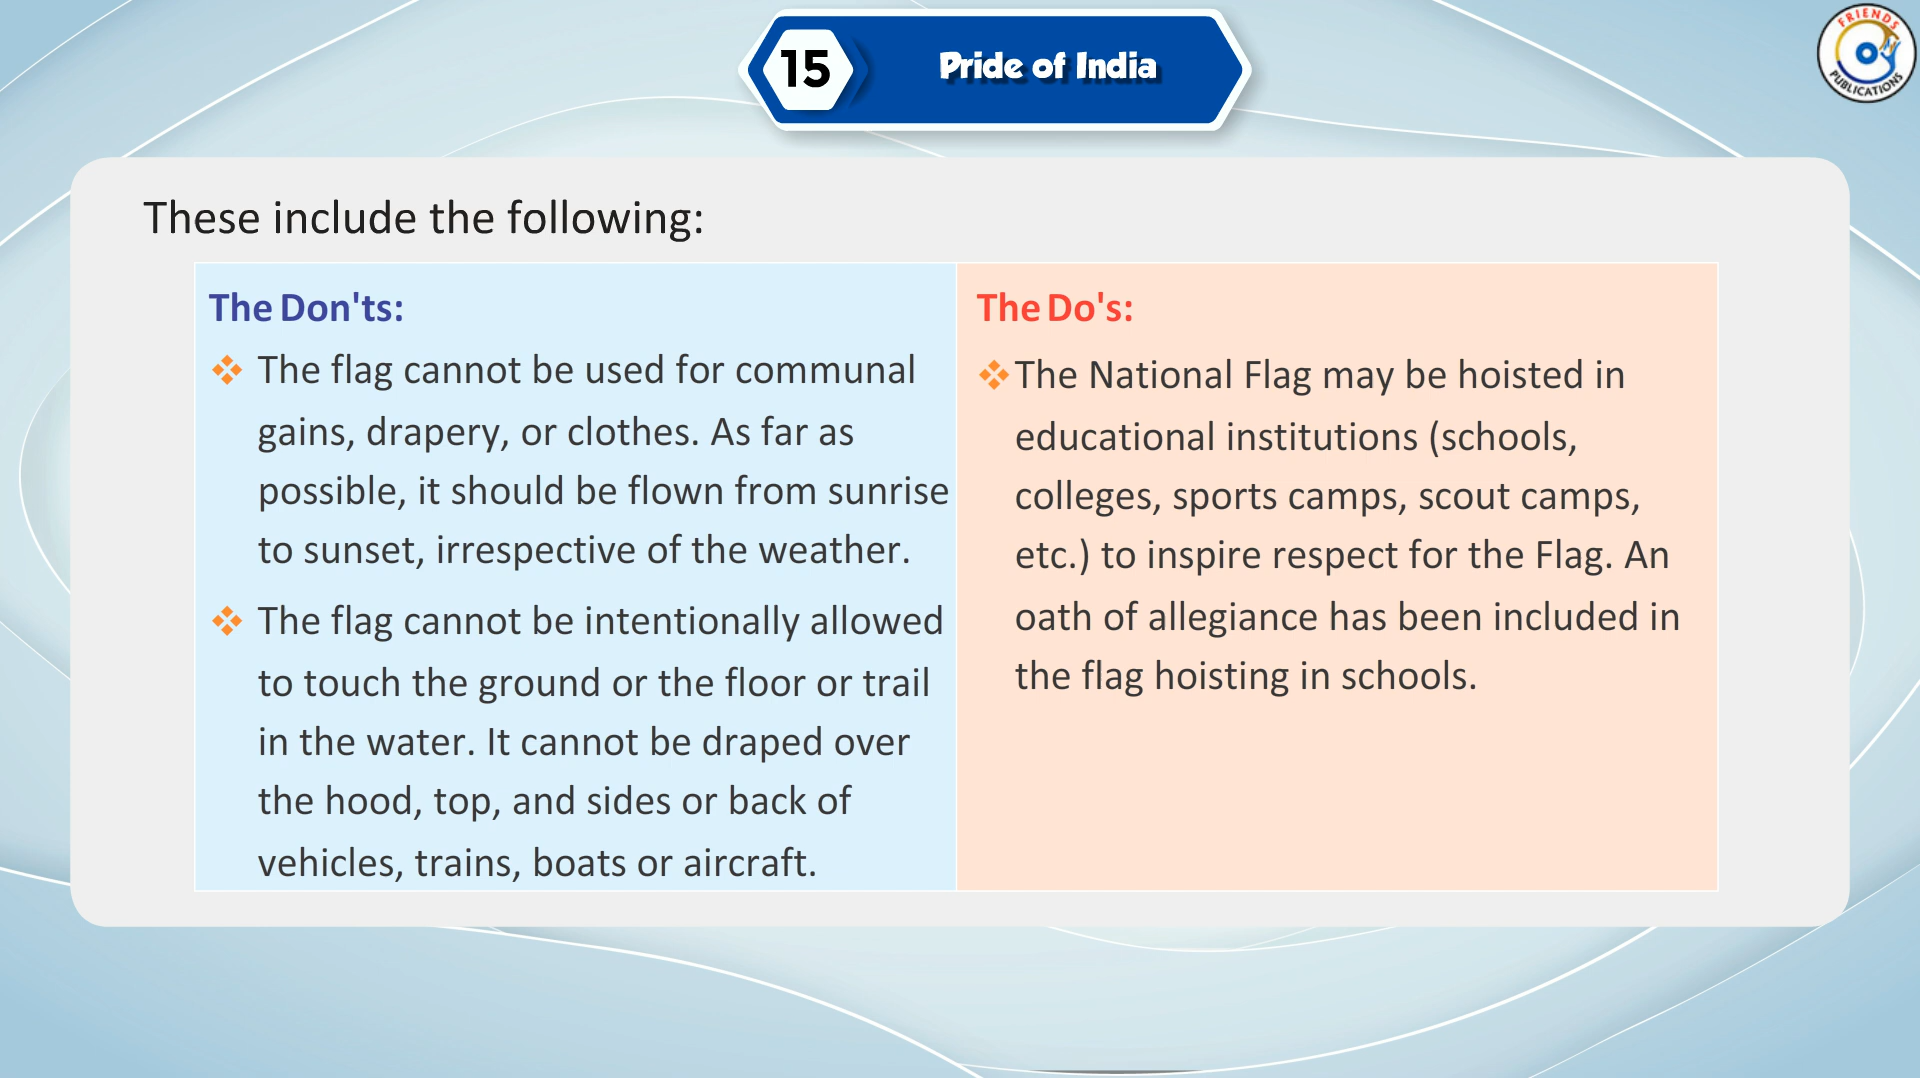 15
Pride of India
FRIENDS
PUBLICATIONS
These include the following:
The Don'ts:
❖ The flag cannot be used for communal
gains, drapery, or clothes. As far as
possible, it should be flown from sunrise
to sunset, irrespective of the weather.
❖ The flag cannot be intentionally allowed
to touch the ground or the floor or trail
in the water. It cannot be draped over
the hood, top, and sides or back of
vehicles, trains, boats or aircraft.
The Do's:
❖ The National Flag may be hoisted in
educational institutions (schools,
colleges, sports camps, scout camps,
etc.) to inspire respect for the Flag. An
oath of allegiance has been included in
the flag hoisting in schools.